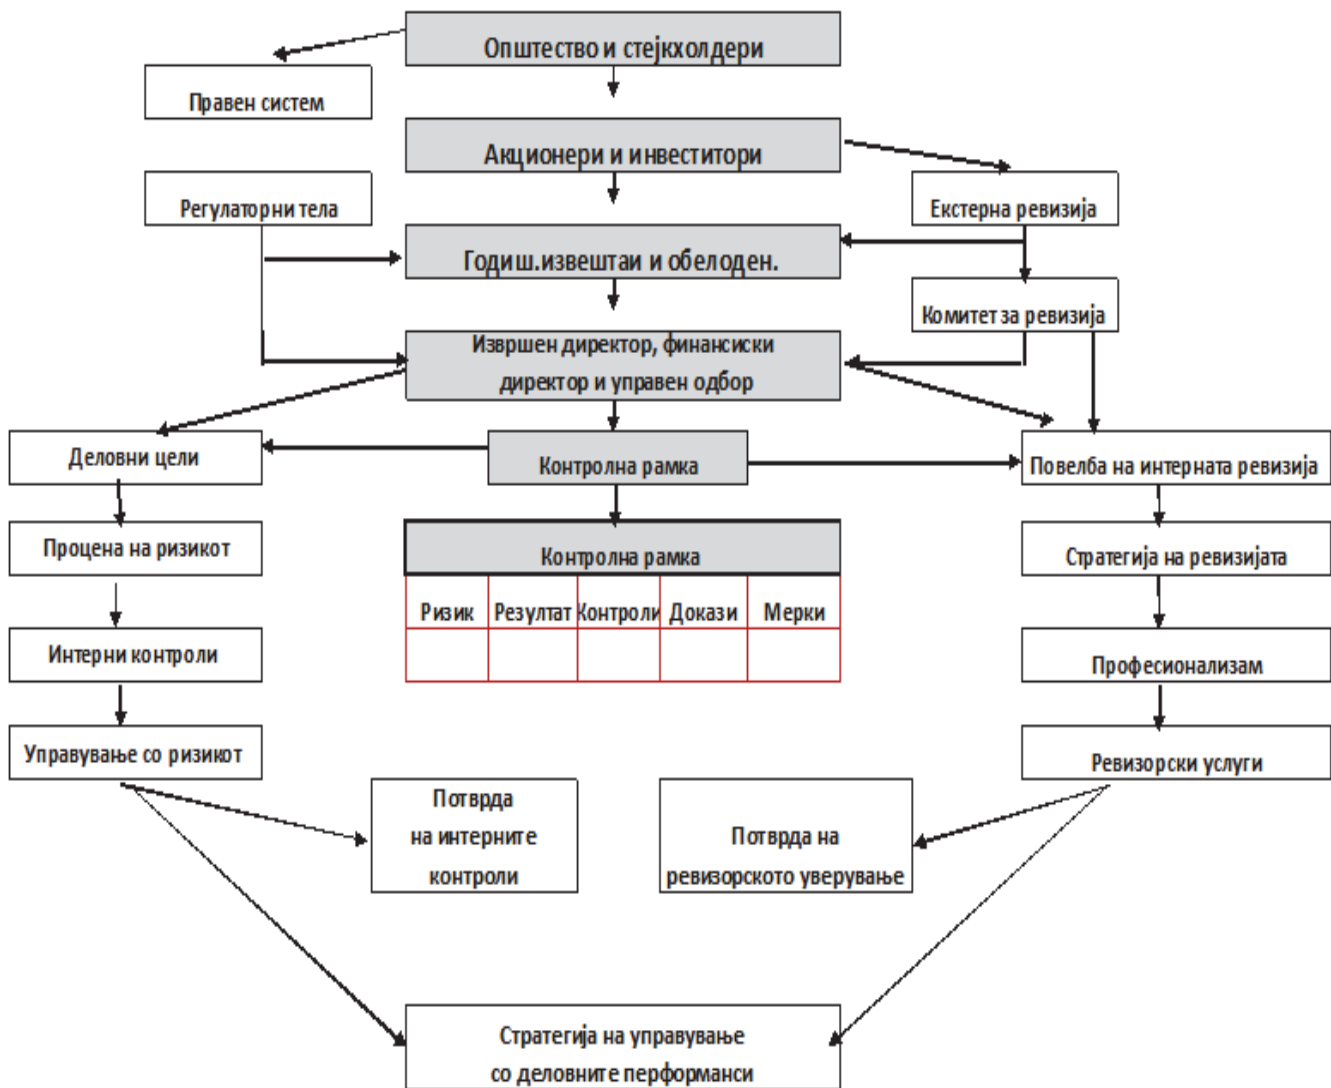 Општество и стејкхолдери
Правен систем
Акционери и инвеститори
Регулаторни тела
Екстерна ревизија
Годиш.извештаи и обелоден.
Комитет за ревизија
Извршен директор, финансиски
директор и управен одбор
Деловни цели
Контролна рамка
Повелба на интерната ревизија
Процена на ризикот
Контролна рамка
Стратегија на ревизијата
Ризик Резултат Контроли Докази Мерки
Интерни контроли
Професионализам
Управување со ризикот
Ревизорски услуги
Потврда
на интерните
контроли
Потврда на
ревизорското уверување
Стратегија на управување
со деловните перформанси